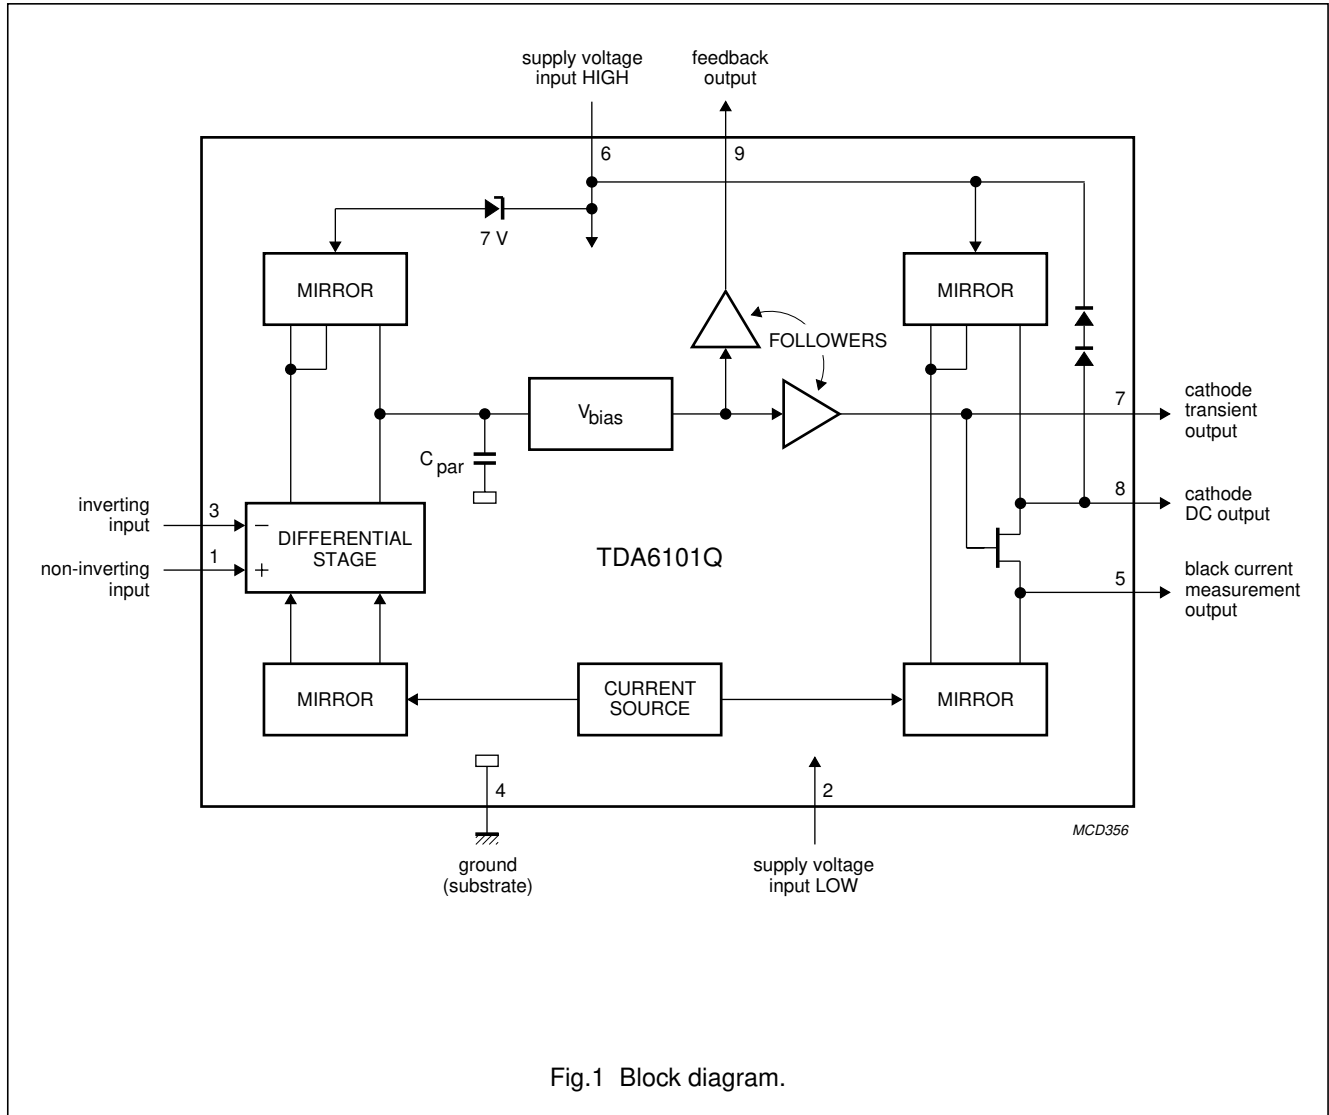 supply voltage
input HIGH
feedback
output
6
9
7 V
MIRROR
MIRROR
FOLLOWERS
Vbias
Cpar
7
cathode
transient
output
inverting
input
3
−
DIFFERENTIAL
STAGE
non-inverting
input
1
+
TDA6101Q
8
cathode
DC output
5
black current
measurement
output
MIRROR
CURRENT
SOURCE
MIRROR
4
2
MCD356
ground
(substrate)
supply voltage
input LOW
Fig.1 Block diagram.